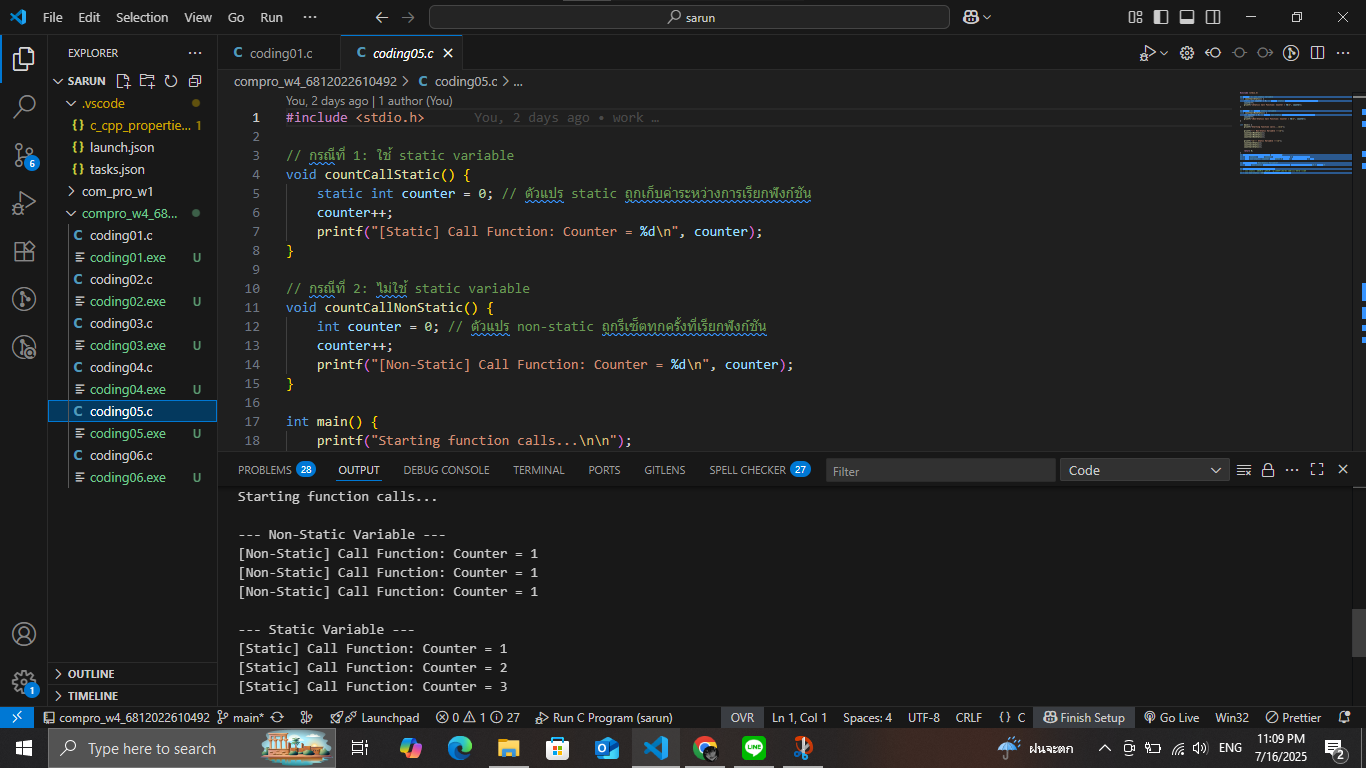 File Edit Selection View Go Run ··· sarun
EXPLORER ···
SARUN
.vscode
c_cpp_propertie... 1
launch.json
tasks.json
com_pro_w1
compro_w4_68...
coding01.c
coding01.exe U
coding02.c
coding02.exe U
coding03.c
coding03.exe U
coding04.c
coding04.exe U
coding05.c
coding05.exe U
coding06.c
coding06.exe U
OUTLINE
TIMELINE
6
1
coding01.c coding05.c
compro_w4_6812022610492 > coding05.c > ...
You, 2 days ago | 1 author (You)
1 #include <stdio.h> You, 2 days ago • work …
2
3 // กรณีที่ 1: ใช้ static variable
4 void countCallStatic() {
5 static int counter = 0; // ตัวแปร static ถูกเก็บค่าระหว่างการเรียกฟังก์ชัน
6 counter++;
7 printf("[Static] Call Function: Counter = %d\n", counter);
8 }
9
10 // กรณีที่ 2: ไม่ใช้ static variable
11 void countCallNonStatic() {
12 int counter = 0; // ตัวแปร non-static ถูกรีเซ็ตทุกครั้งที่เรียกฟังก์ชัน
13 counter++;
14 printf("[Non-Static] Call Function: Counter = %d\n", counter);
15 }
16
17 int main() {
18 printf("Starting function calls...\n\n");
PROBLEMS 28 OUTPUT DEBUG CONSOLE TERMINAL PORTS GITLENS SPELL CHECKER 27 Filter Code
Starting function calls...
--- Non-Static Variable ---
[Non-Static] Call Function: Counter = 1
[Non-Static] Call Function: Counter = 1
[Non-Static] Call Function: Counter = 1
--- Static Variable ---
[Static] Call Function: Counter = 1
[Static] Call Function: Counter = 2
[Static] Call Function: Counter = 3
compro_w4_6812022610492 main* Launchpad 0 1 27 Run C Program (sarun) OVR Ln 1, Col 1 Spaces: 4 UTF-8 CRLF {} C Finish Setup Go Live Win32 Prettier
Type here to search ฝนจะตก ENG 11:09 PM
7/16/2025 2